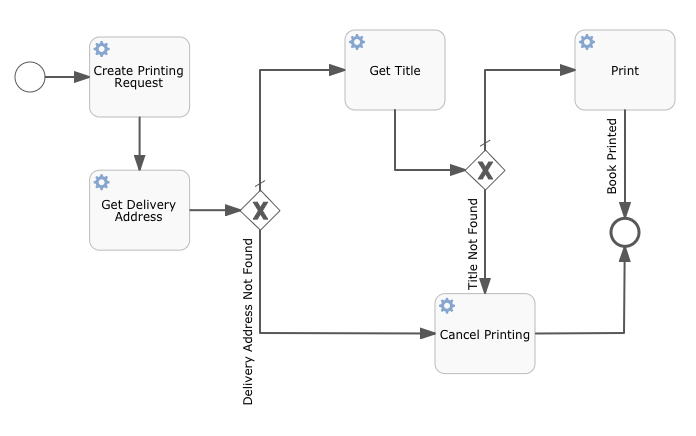 Create Printing
Request
Get Title
Print
Book Printed
Get Delivery
Address
X
X
Title Not Found
Delivery Address Not Found
Cancel Printing